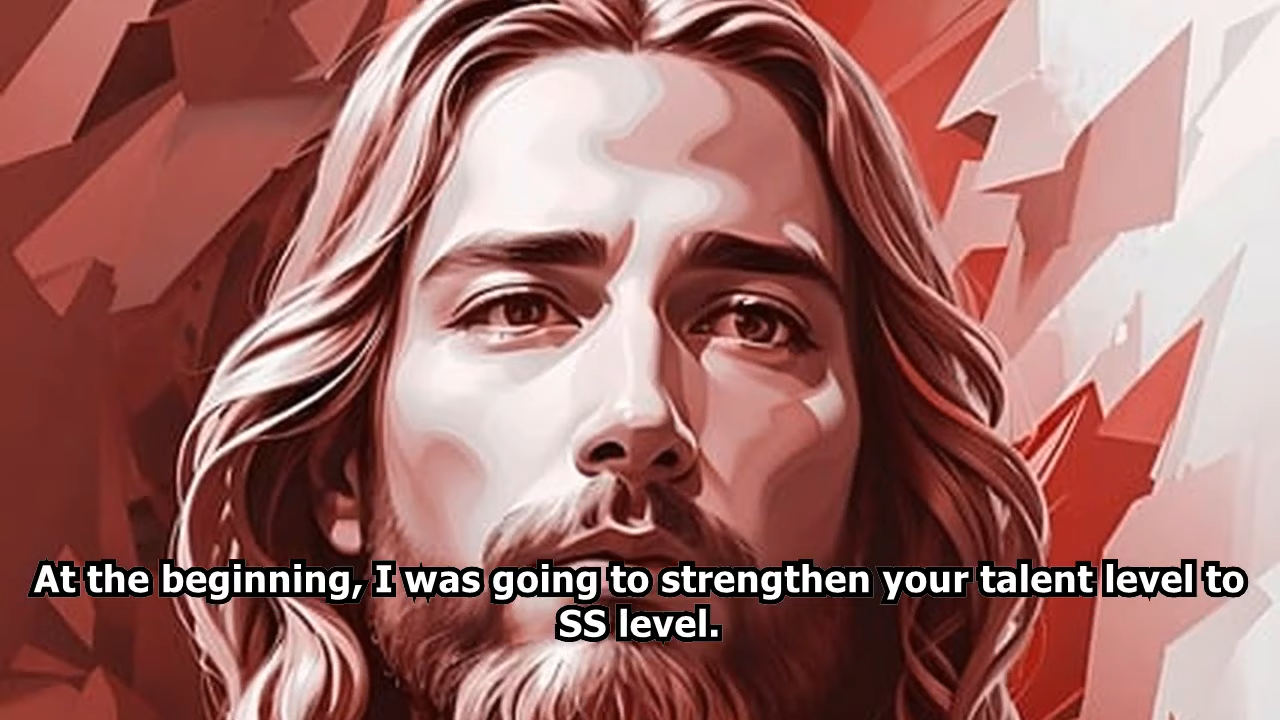 At the beginning, I was going to strengthen your talent level to
SS level.